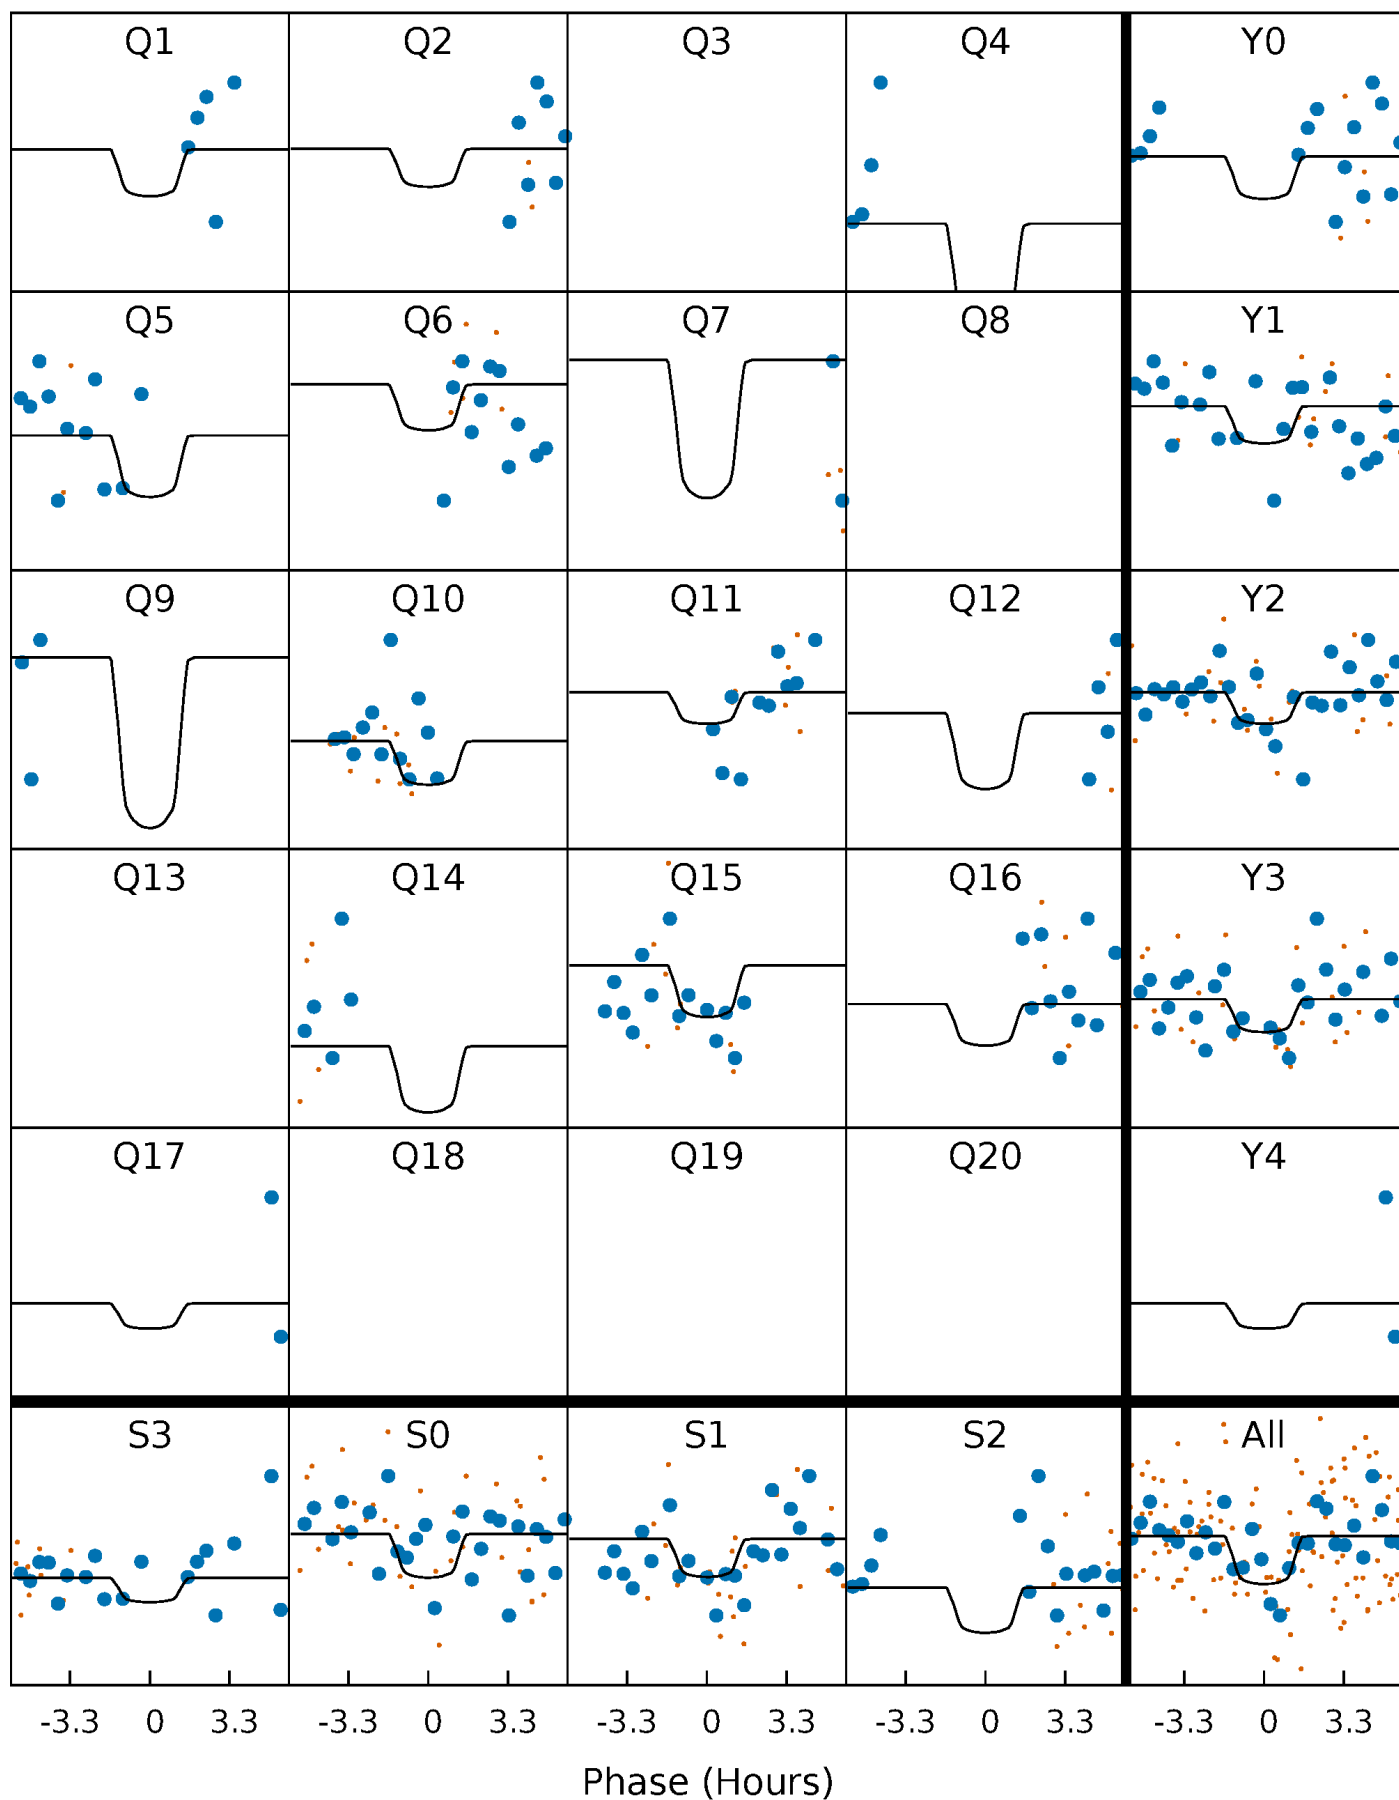 Q1 Q2 Q3 Q4 Y0
Q5 Q6 Q7 Q8 Y1
Q9 Q10 Q11 Q12 Y2
Q13 Q14 Q15 Q16 Y3
Q17 Q18 Q19 Q20 Y4
S3 S0 S1 S2 All
-3.3 0 3.3 -3.3 0 3.3 -3.3 0 3.3 -3.3 0 3.3 -3.3 0 3.3
Phase (Hours)